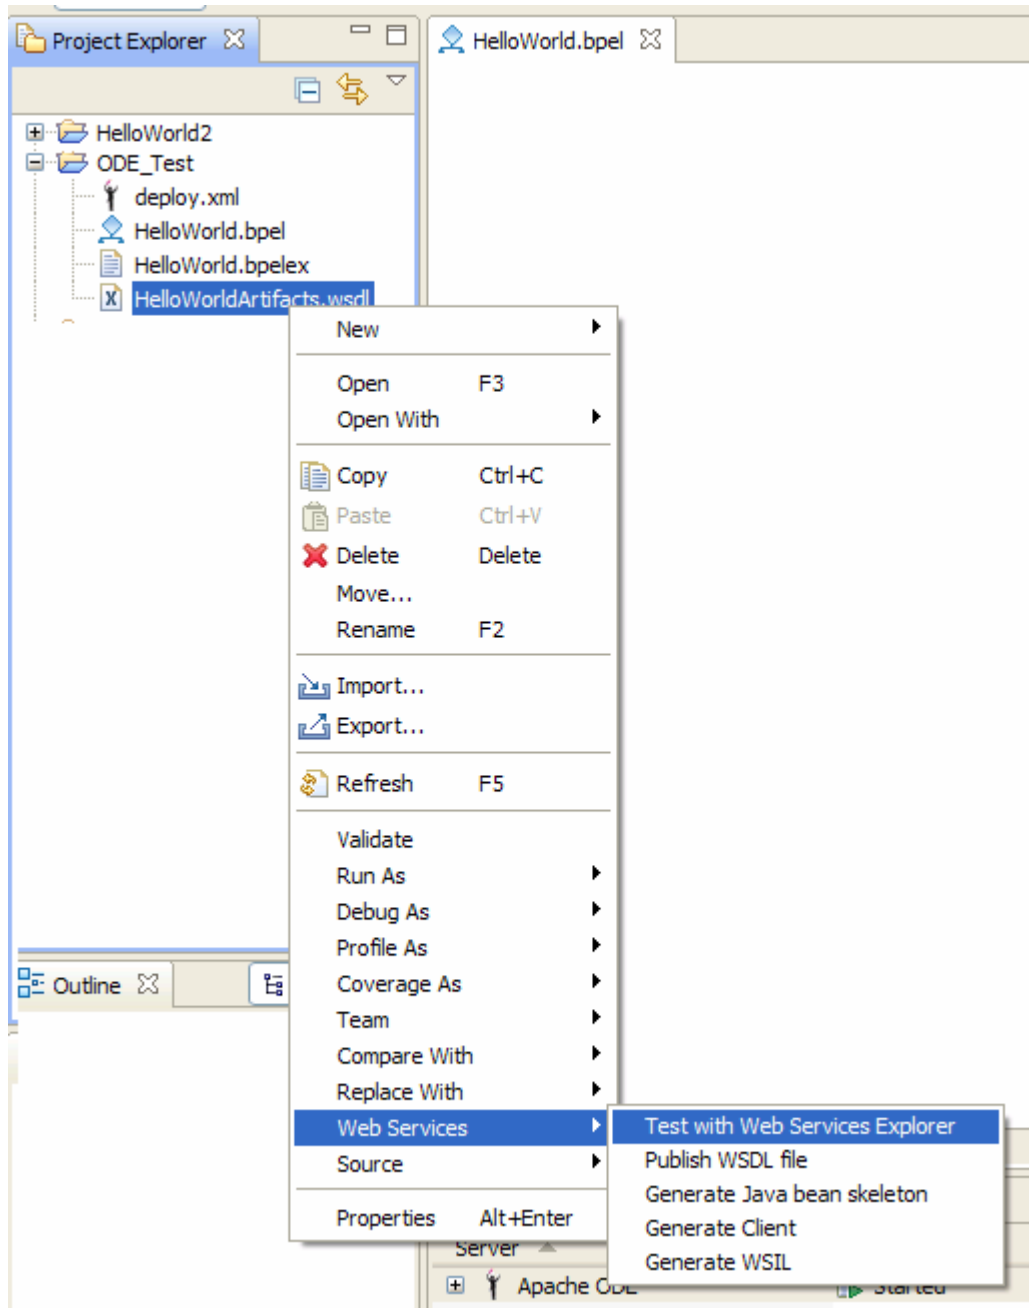 Project Explorer
HelloWorld.bpel
HelloWorld2
ODE_Test
deploy.xml
HelloWorld.bpel
HelloWorld.bpelex
HelloWorldArtifacts.wsdl
New
Open F3
Open With
Copy Ctrl+C
Paste Ctrl+V
Delete Delete
Move...
Rename F2
Import...
Export...
Refresh F5
Validate
Run As
Debug As
Profile As
Coverage As
Team
Compare With
Replace With
Web Services
Source
Properties Alt+Enter
Test with Web Services Explorer
Publish WSDL file
Generate Java bean skeleton
Generate Client
Generate WSIL
Outline
Server
Apache ODE
Started